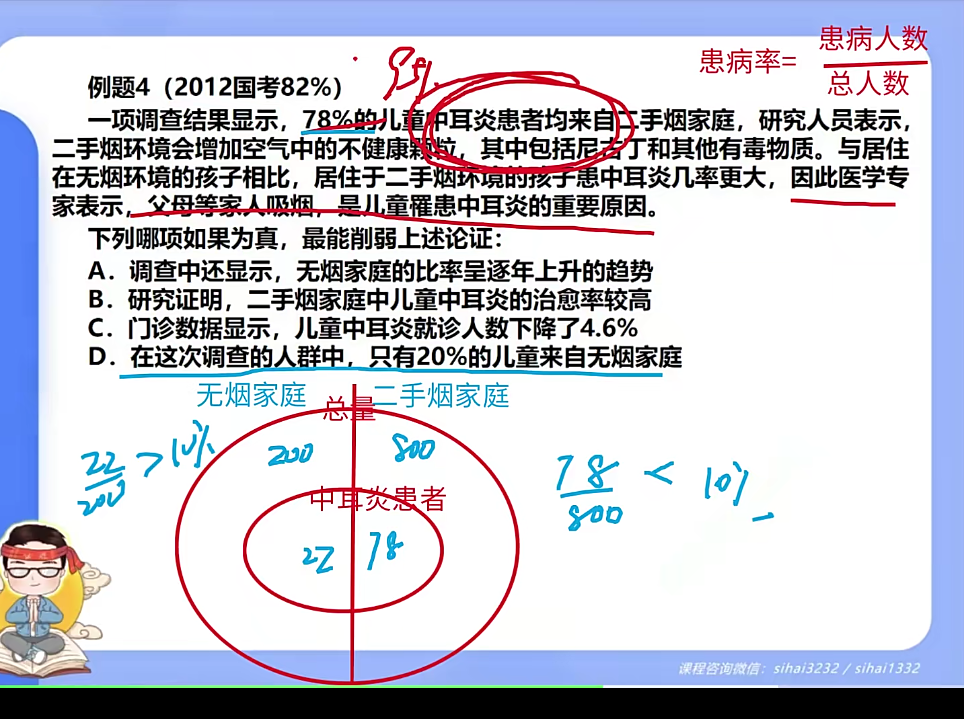 患病率=
患病人数
总人数
例题4（2012国考82%）
一项调查结果显示，78%的儿童中耳炎患者均来自二手烟家庭，研究人员表示，
二手烟环境会增加空气中的不健康颗粒，其中包括尼古丁和其他有毒物质。与居住
在无烟环境的孩子相比，居住于二手烟环境的孩子患中耳炎几率更大，因此医学专
家表示，父母等家人吸烟，是儿童罹患中耳炎的重要原因。
下列哪项如果为真，最能削弱上述论证：
A．调查中还显示，无烟家庭的比率呈逐年上升的趋势
B．研究证明，二手烟家庭中儿童中耳炎的治愈率较高
C．门诊数据显示，儿童中耳炎就诊人数下降了4.6%
D．在这次调查的人群中，只有20%的儿童来自无烟家庭
无烟家庭 二手烟家庭
总量
200 800
22/200 > 10%
78/800 < 10%
中耳炎患者
22 78
课程咨询微信：sihai3232 / sihai1332